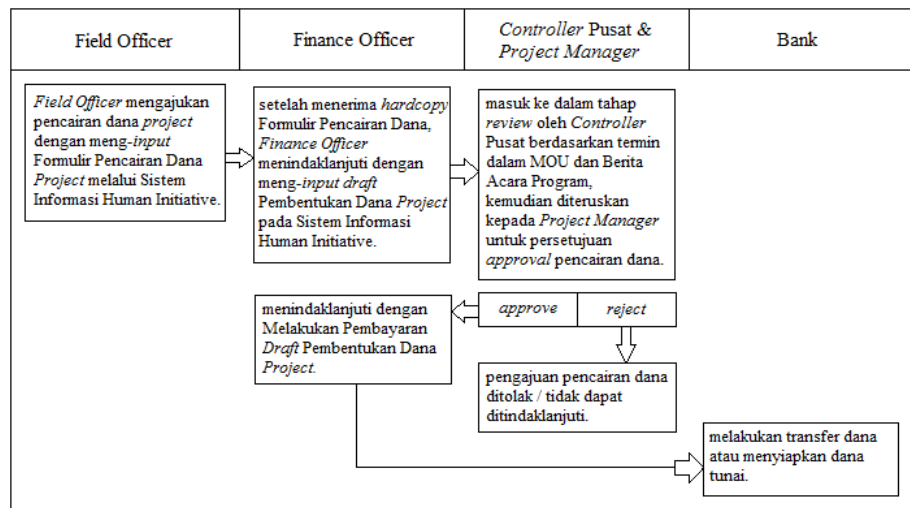 Field Officer
Finance Officer
Controller Pusat &
Project Manager
Bank
Field Officer mengajukan
pencairan dana project
dengan meng-input
Formulir Pencairan Dana
Project melalui Sistem
Informasi Human Initiative.
setelah menerima hardcopy
Formulir Pencairan Dana,
Finance Officer
menindaklanjuti dengan
meng-input draft
Pembentukan Dana Project
pada Sistem Informasi
Human Initiative.
masuk ke dalam tahap
review oleh Controller
Pusat berdasarkan termin
dalam MOU dan Berita
Acara Program,
kemudian diteruskan
kepada Project Manager
untuk persetujuan
approval pencairan dana.
menindaklanjuti dengan
Melakukan Pembayaran
Draft Pembentukan Dana
Project.
approve
reject
pengajuan pencairan dana
ditolak / tidak dapat
ditindaklanjuti.
melakukan transfer dana
atau menyiapkan dana
tunai.